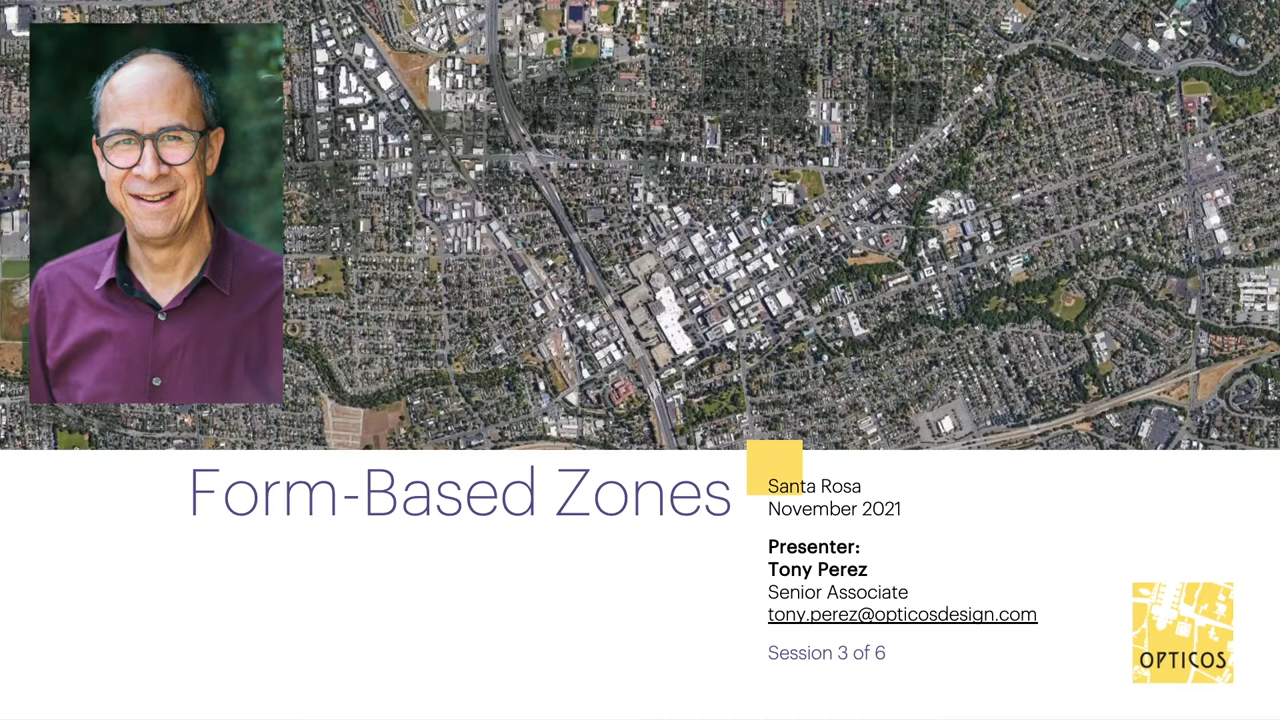 Form-Based Zones
Santa Rosa
November 2021
Presenter:
Tony Perez
Senior Associate
tony.perez@opticosdesign.com
Session 3 of 6
OPTICOS